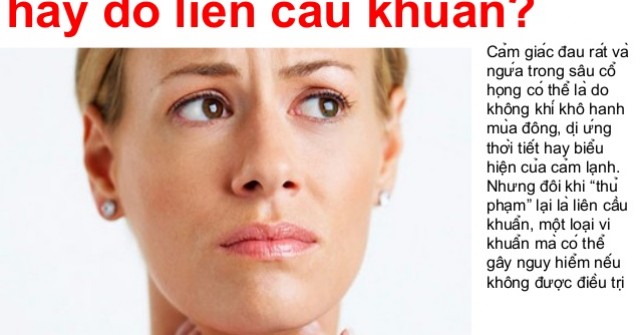 hay do liên cầu khuẩn?
Cảm giác đau rát và
ngứa trong sâu cổ
họng có thể là do
không khí khô hanh
mùa đông, dị ứng
thời tiết hay biểu
hiện của cảm lạnh.
Nhưng đôi khi “thủ
phạm” lại là liên cầu
khuẩn, một loại vi
khuẩn mà có thể
gây nguy hiểm nếu
không được điều trị